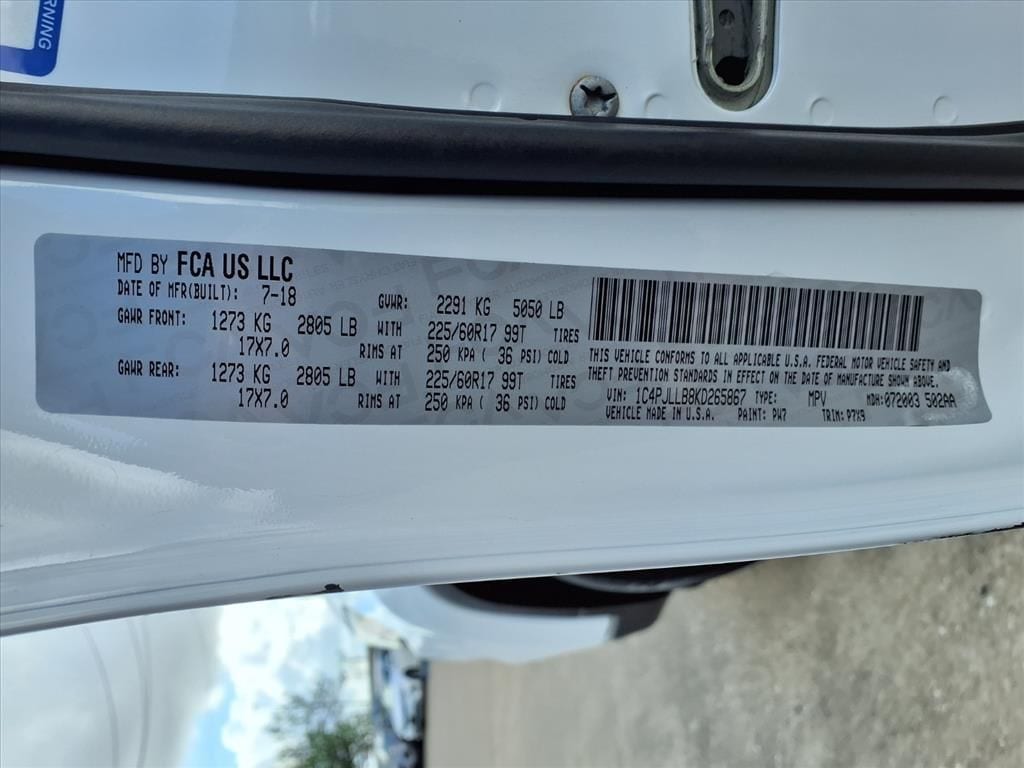 RNING
MFD BY FCA US LLC
DATE OF MFR(BUILT): 7-18 GVWR: 2291 KG 5050 LB
GAWR FRONT: 1273 KG 2805 LB WITH 225/60R17 99T TIRES
17X7.0 RIMS AT 250 KPA ( 36 PSI) COLD
GAWR REAR: 1273 KG 2805 LB WITH 225/60R17 99T TIRES
17X7.0 RIMS AT 250 KPA ( 36 PSI) COLD
THIS VEHICLE CONFORMS TO ALL APPLICABLE U.S.A. FEDERAL MOTOR VEHICLE SAFETY AND
THEFT PREVENTION STANDARDS IN EFFECT ON THE DATE OF MANUFACTURE SHOWN ABOVE.
VIN: 1C4PJLLB8KD265867 TYPE: MPV MDH:072003 502AA
VEHICLE MADE IN U.S.A. PAINT: PW7 TRIM: P7X9